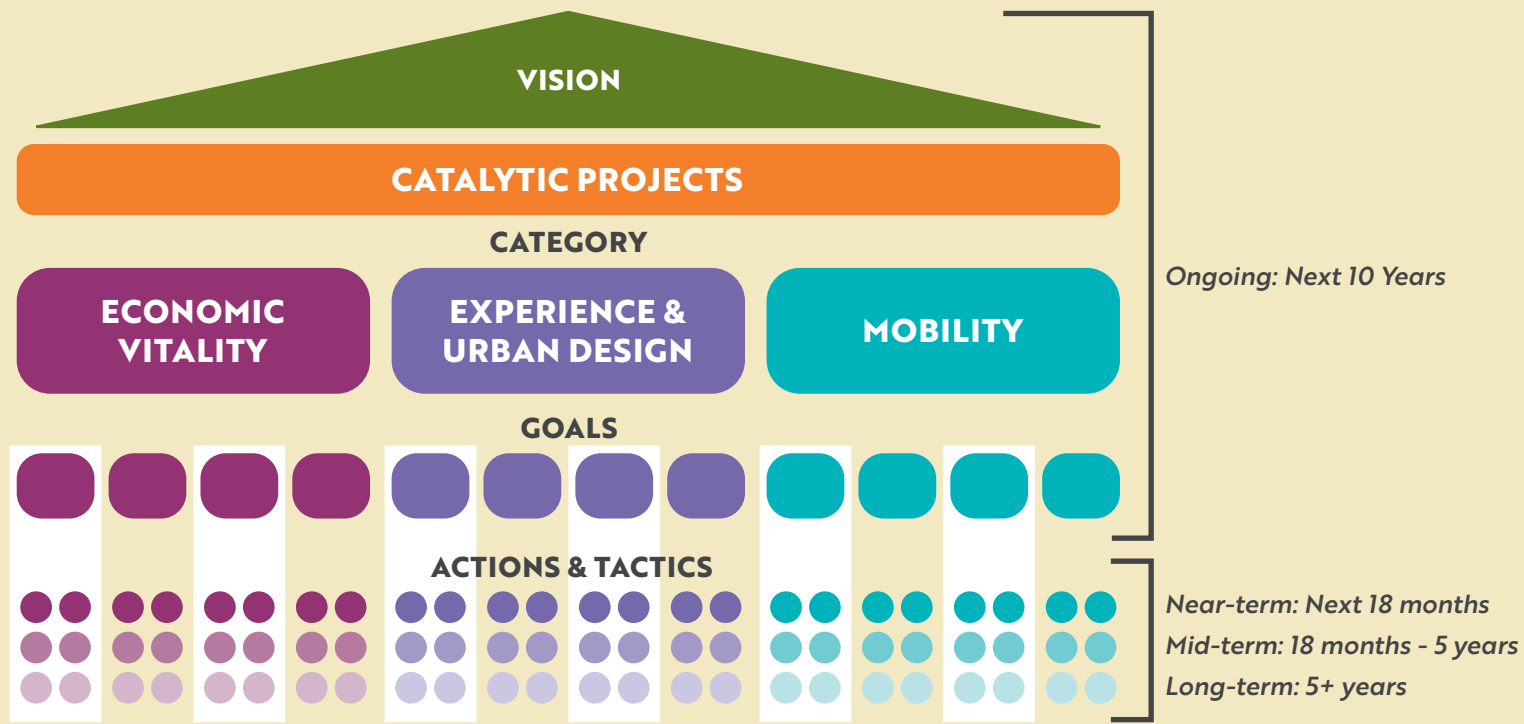 VISION
CATALYTIC PROJECTS
CATEGORY
ECONOMIC
VITALITY
EXPERIENCE &
URBAN DESIGN
MOBILITY
Ongoing: Next 10 Years
GOALS
ACTIONS & TACTICS
Near-term: Next 18 months
Mid-term: 18 months - 5 years
Long-term: 5+ years